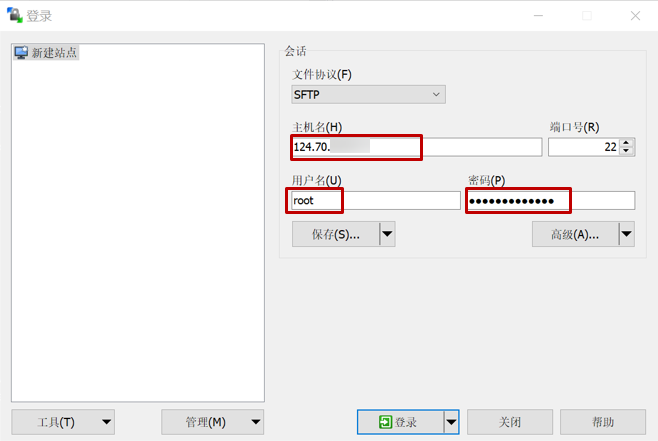 登录
新建站点
会话
文件协议(F)
SFTP
主机名(H) 端口号(R)
124.70. 22
用户名(U) 密码(P)
root ●●●●●●●●●●●●●
保存(S)... 高级(A)...
工具(T) 管理(M) 登录 关闭 帮助